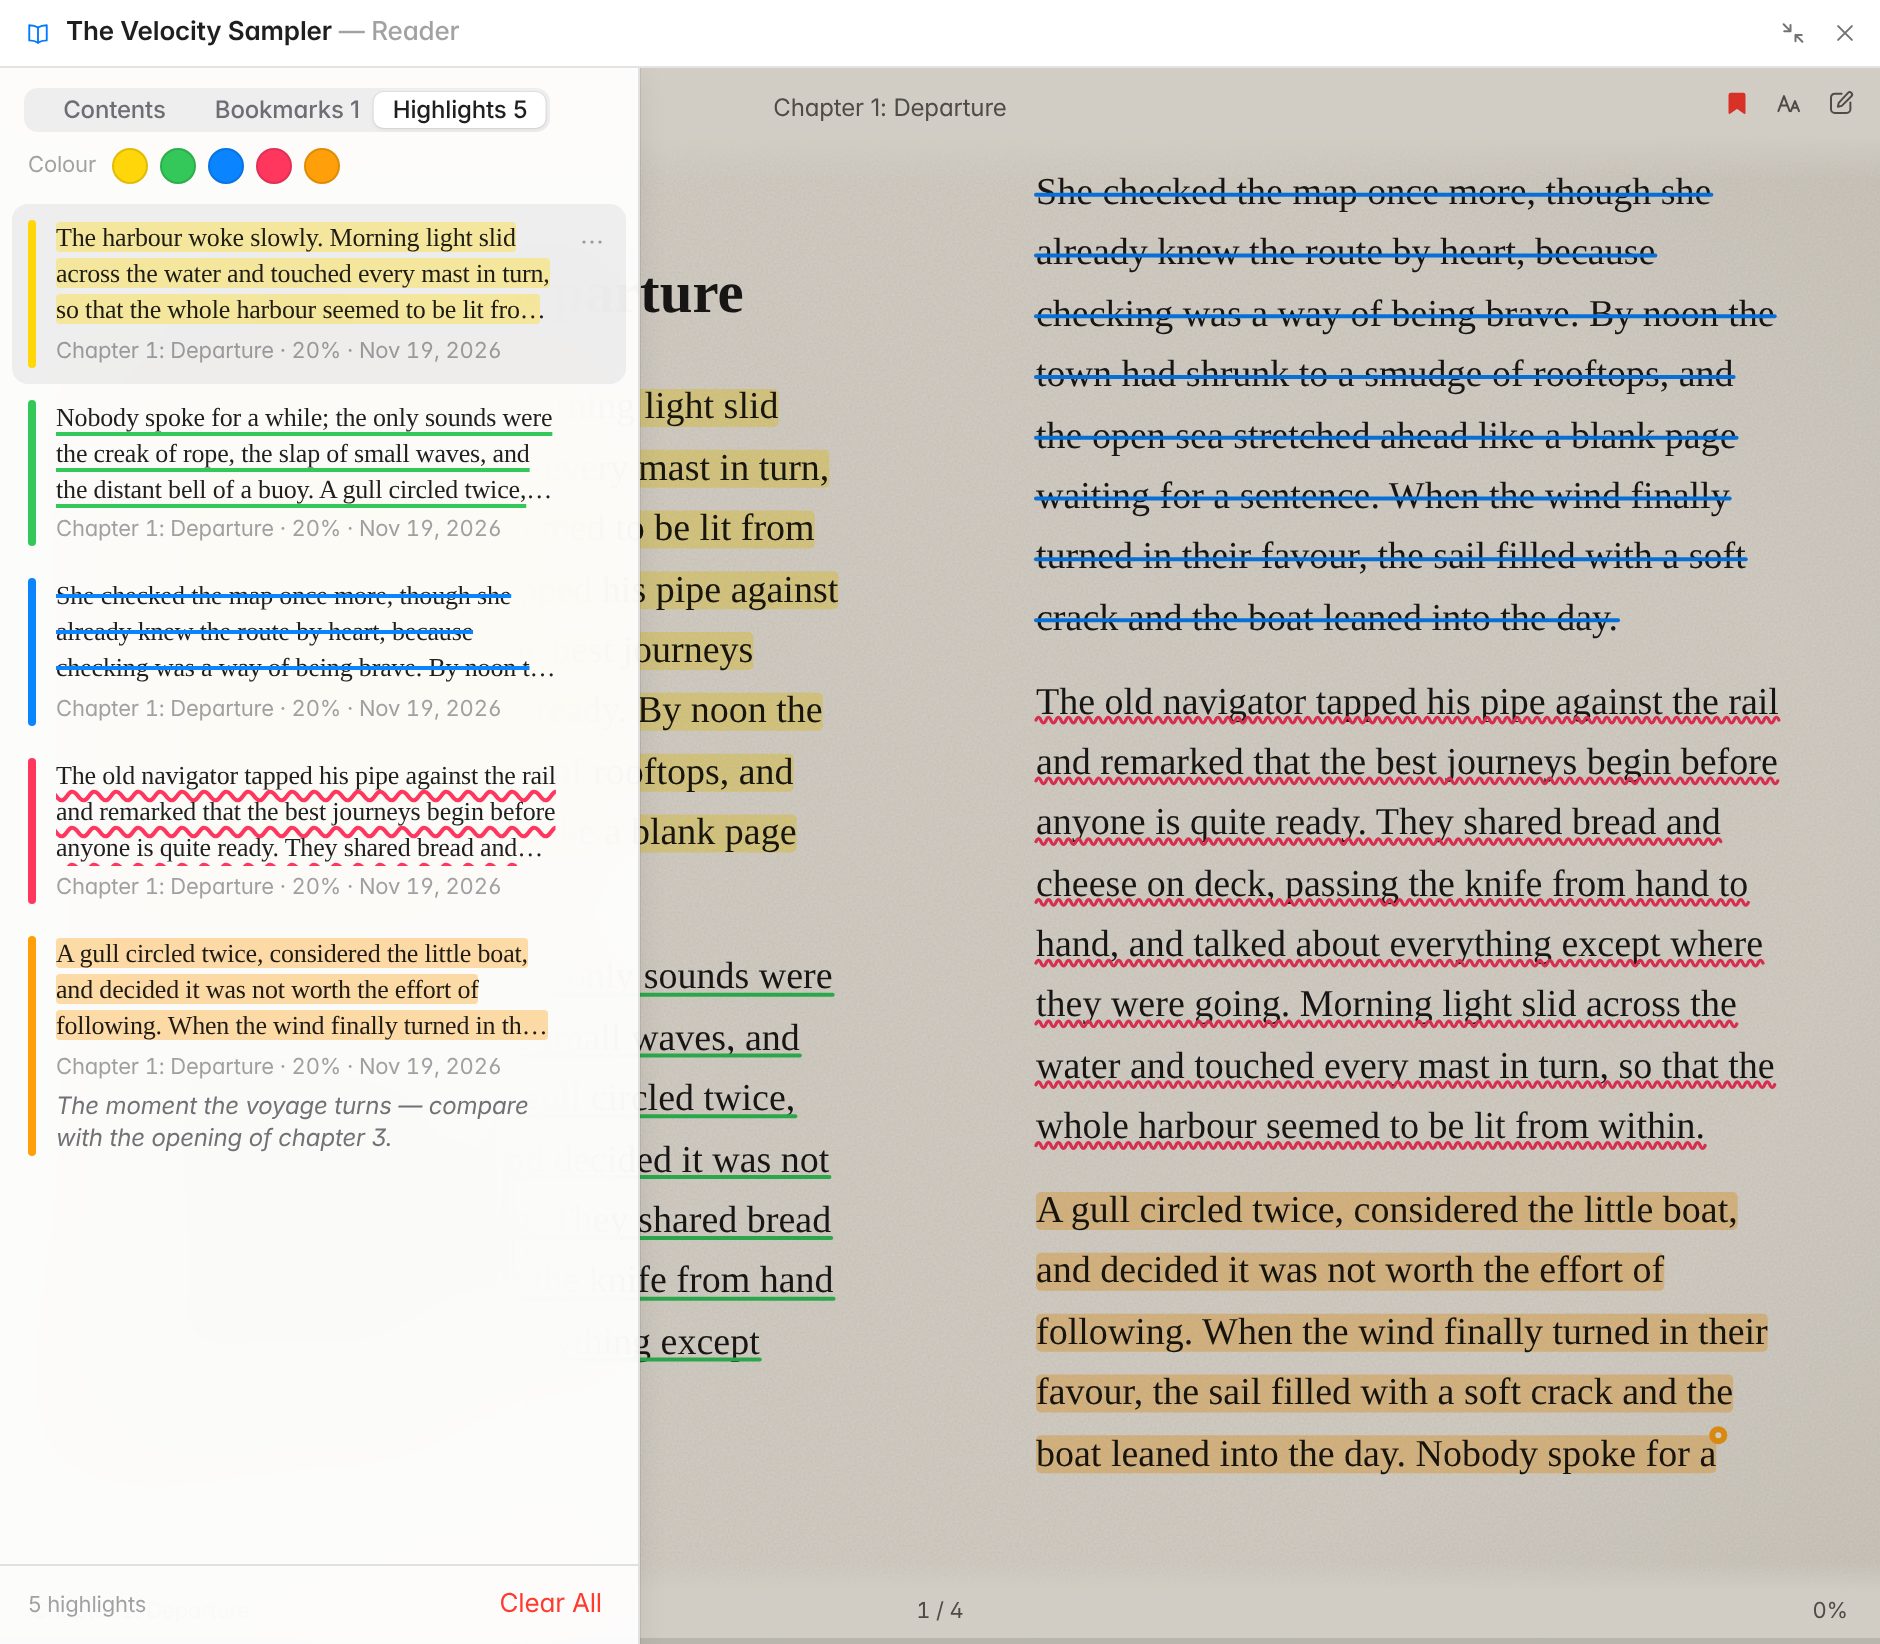 The Velocity Sampler — Reader
Contents
Bookmarks 1
Highlights 5
Colour
The harbour woke slowly. Morning light slid
across the water and touched every mast in turn,
so that the whole harbour seemed to be lit fro…
Chapter 1: Departure · 20% · Nov 19, 2026
Nobody spoke for a while; the only sounds were
the creak of rope, the slap of small waves, and
the distant bell of a buoy. A gull circled twice,…
Chapter 1: Departure · 20% · Nov 19, 2026
She checked the map once more, though she
already knew the route by heart, because
checking was a way of being brave. By noon t…
Chapter 1: Departure · 20% · Nov 19, 2026
The old navigator tapped his pipe against the rail
and remarked that the best journeys begin before
anyone is quite ready. They shared bread and…
Chapter 1: Departure · 20% · Nov 19, 2026
A gull circled twice, considered the little boat,
and decided it was not worth the effort of
following. When the wind finally turned in th…
Chapter 1: Departure · 20% · Nov 19, 2026
The moment the voyage turns — compare
with the opening of chapter 3.
5 highlights
Clear All
Chapter 1: Departure
parture
light slid
every mast in turn,
to be lit from
his pipe against
best journeys
ready. By noon the
of rooftops, and
a blank page
only sounds were
small waves, and
circled twice,
decided it was not
They shared bread
the knife from hand
thing except
She checked the map once more, though she
already knew the route by heart, because
checking was a way of being brave. By noon the
town had shrunk to a smudge of rooftops, and
the open sea stretched ahead like a blank page
waiting for a sentence. When the wind finally
turned in their favour, the sail filled with a soft
crack and the boat leaned into the day.
The old navigator tapped his pipe against the rail
and remarked that the best journeys begin before
anyone is quite ready. They shared bread and
cheese on deck, passing the knife from hand to
hand, and talked about everything except where
they were going. Morning light slid across the
water and touched every mast in turn, so that the
whole harbour seemed to be lit from within.
A gull circled twice, considered the little boat,
and decided it was not worth the effort of
following. When the wind finally turned in their
favour, the sail filled with a soft crack and the
boat leaned into the day. Nobody spoke for a
1 / 4
0%